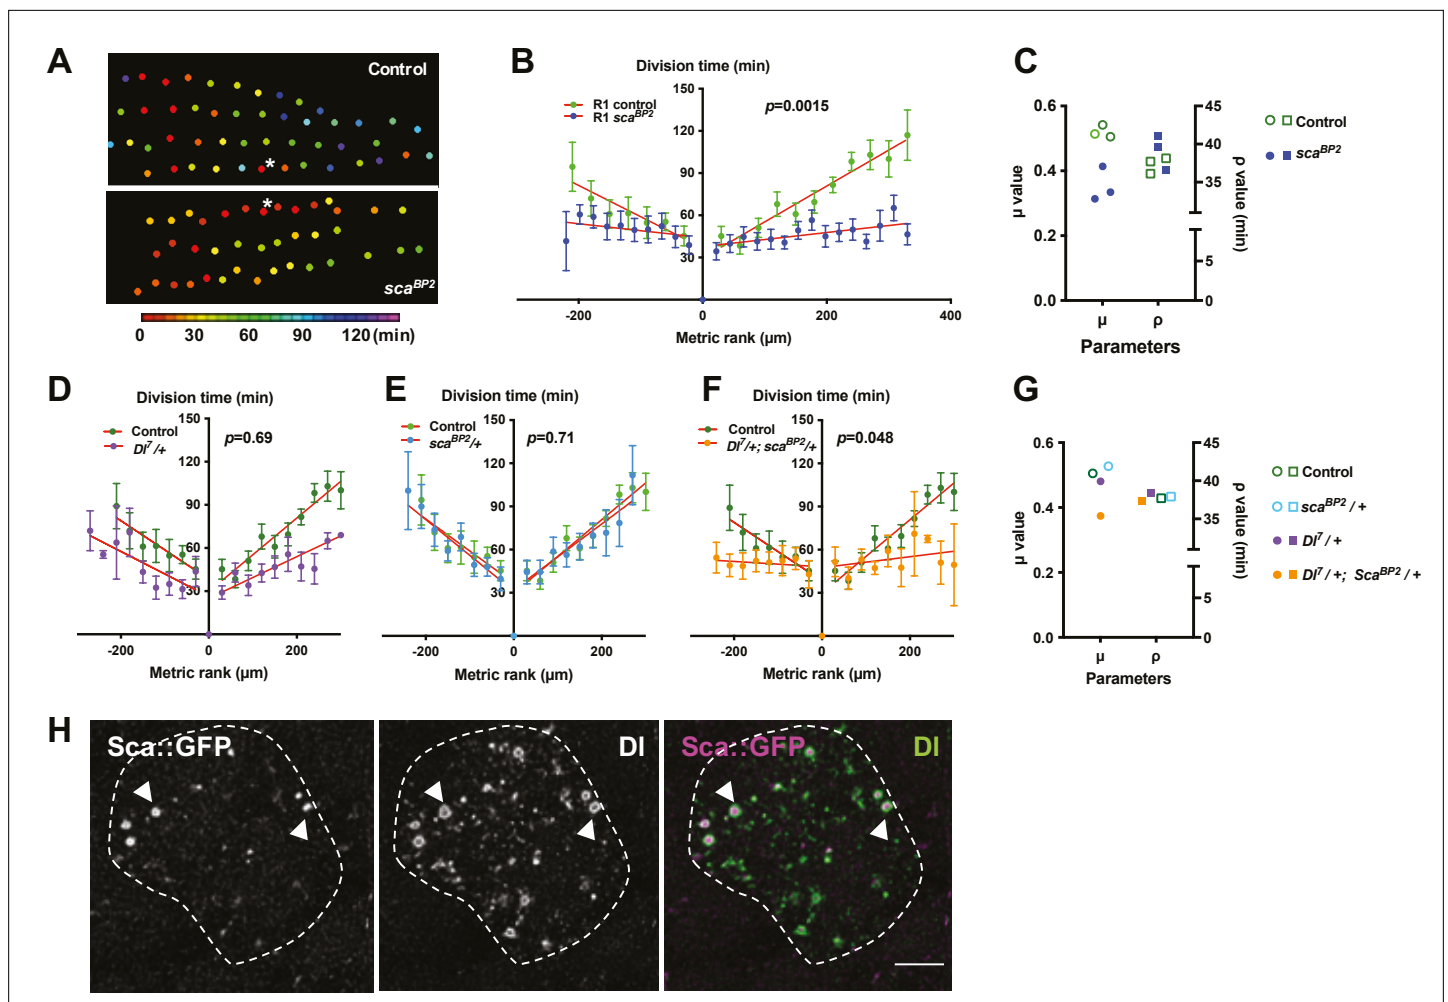 A
Control
*
*
sca^BP2
0 30 60 90 120 (min)
B
Division time (min)
R1 control
R1 sca^BP2
p=0.0015
150
120
90
60
30
-200 0 200 400
Metric rank (µm)
C
0.6
0.4
0.2
0.0
µ value
45
40
35
5
0
ρ value (min)
µ ρ
Parameters
Control
sca^BP2
D
Division time (min)
Control
Dl^7/+
p=0.69
150
120
90
60
30
-200 0 200
Metric rank (µm)
E
Division time (min)
Control
sca^BP2/+
p=0.71
150
120
90
60
30
-200 0 200
Metric rank (µm)
F
Division time (min)
Control
Dl^7/+; sca^BP2/+
p=0.048
150
120
90
60
30
-200 0 200
Metric rank (µm)
G
0.6
0.4
0.2
0.0
µ value
45
40
35
5
0
ρ value (min)
µ ρ
Parameters
Control
sca^BP2/+
Dl^7/+
Dl^7/+; Sca^BP2/+
H
Sca::GFP
Dl
Sca::GFP Dl